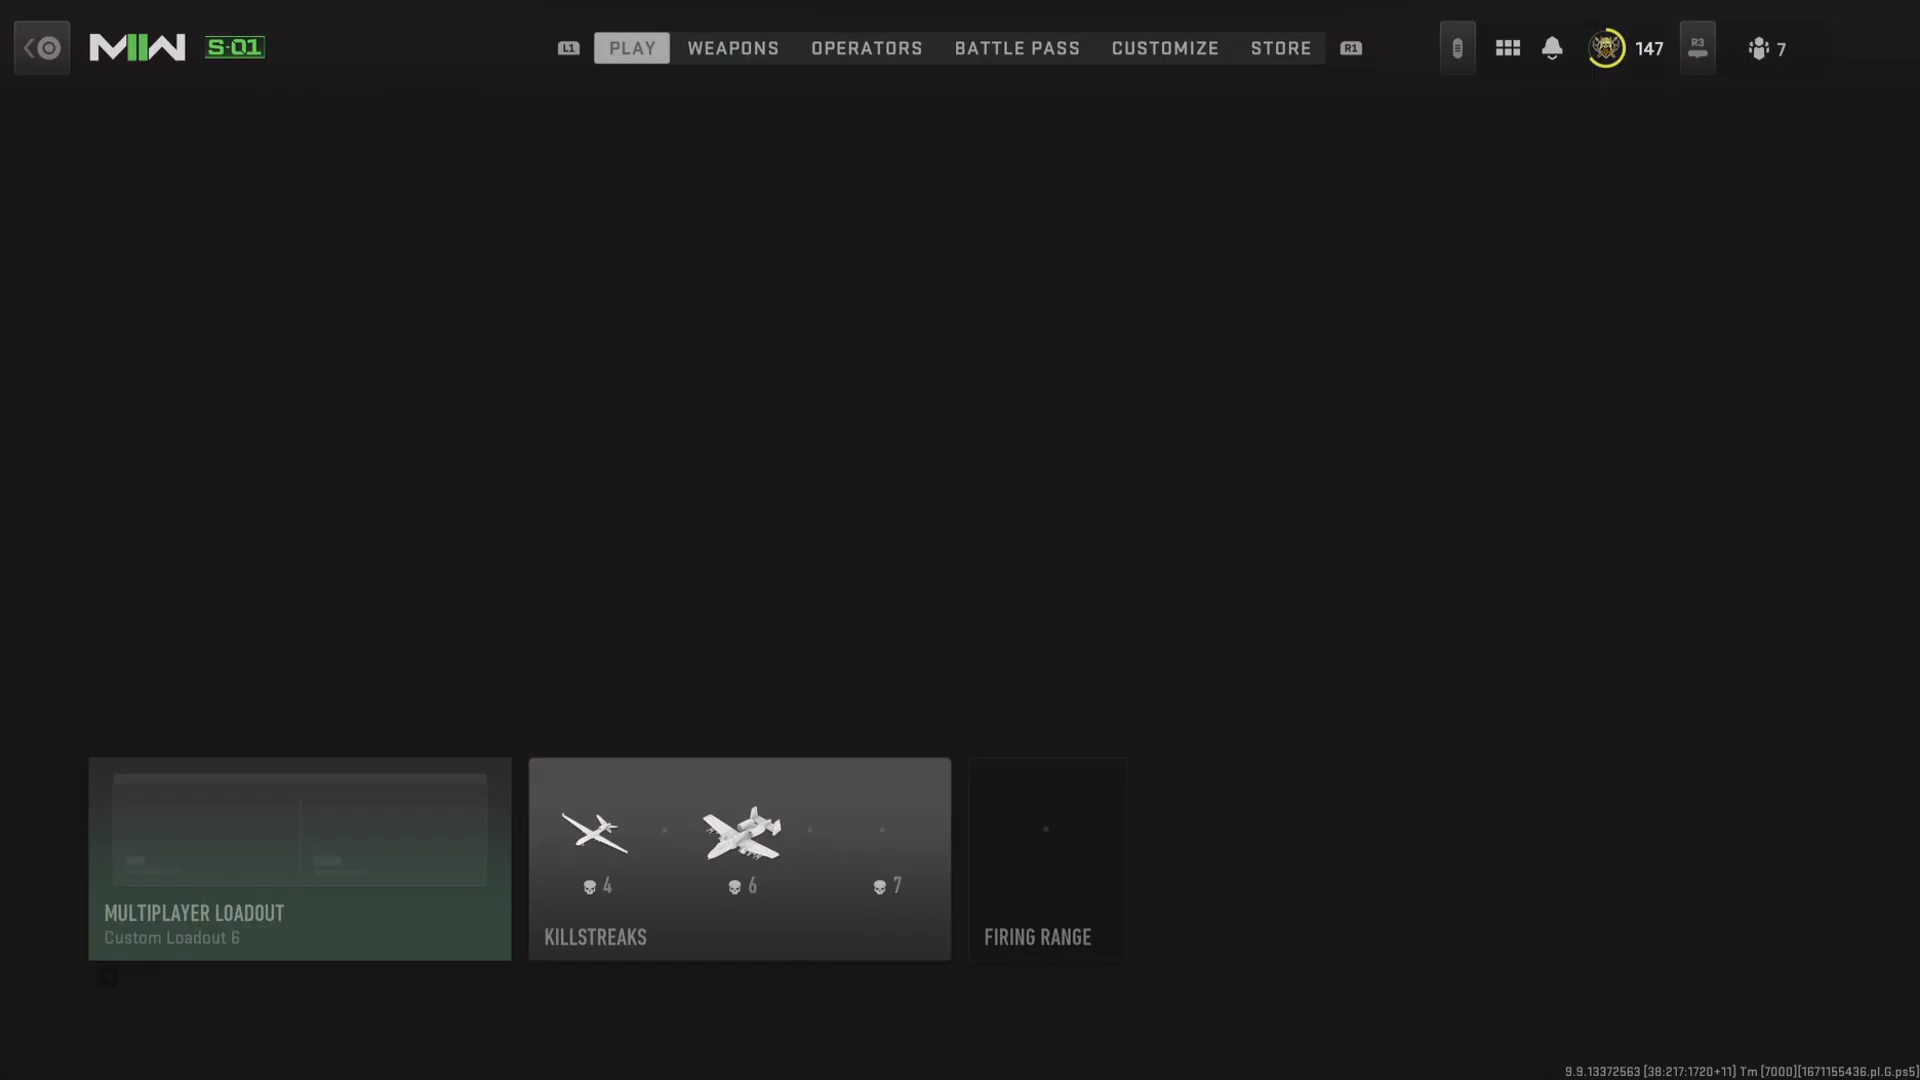 MW S-01
L1 PLAY WEAPONS OPERATORS BATTLE PASS CUSTOMIZE STORE R1
147 R3 7
4 6 7
MULTIPLAYER LOADOUT
Custom Loadout 6
KILLSTREAKS
FIRING RANGE
9.9.13372563 [38:217:1720+11] Tm [7000][1671155436.pl.G.ps5]